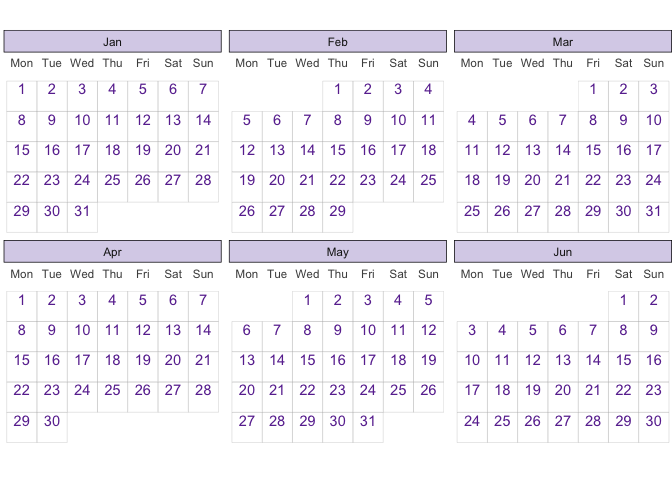 Jan Feb Mar
Mon Tue Wed Thu Fri Sat Sun Mon Tue Wed Thu Fri Sat Sun Mon Tue Wed Thu Fri Sat Sun
1 2 3 4 5 6 7 1 2 3 4 1 2 3
8 9 10 11 12 13 14 5 6 7 8 9 10 11 4 5 6 7 8 9 10
15 16 17 18 19 20 21 12 13 14 15 16 17 18 11 12 13 14 15 16 17
22 23 24 25 26 27 28 19 20 21 22 23 24 25 18 19 20 21 22 23 24
29 30 31 26 27 28 29 25 26 27 28 29 30 31
Apr May Jun
Mon Tue Wed Thu Fri Sat Sun Mon Tue Wed Thu Fri Sat Sun Mon Tue Wed Thu Fri Sat Sun
1 2 3 4 5 6 7 1 2 3 4 5 1 2
8 9 10 11 12 13 14 6 7 8 9 10 11 12 3 4 5 6 7 8 9
15 16 17 18 19 20 21 13 14 15 16 17 18 19 10 11 12 13 14 15 16
22 23 24 25 26 27 28 20 21 22 23 24 25 26 17 18 19 20 21 22 23
29 30 27 28 29 30 31 24 25 26 27 28 29 30